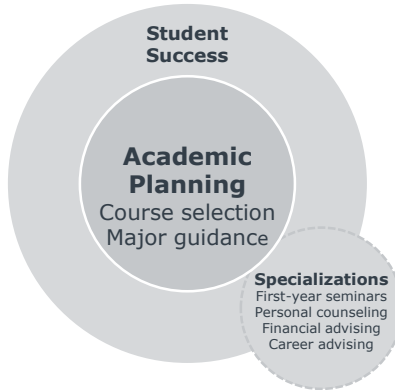 Student
Success
Academic
Planning
Course selection
Major guidance
Specializations
First-year seminars
Personal counseling
Financial advising
Career advising